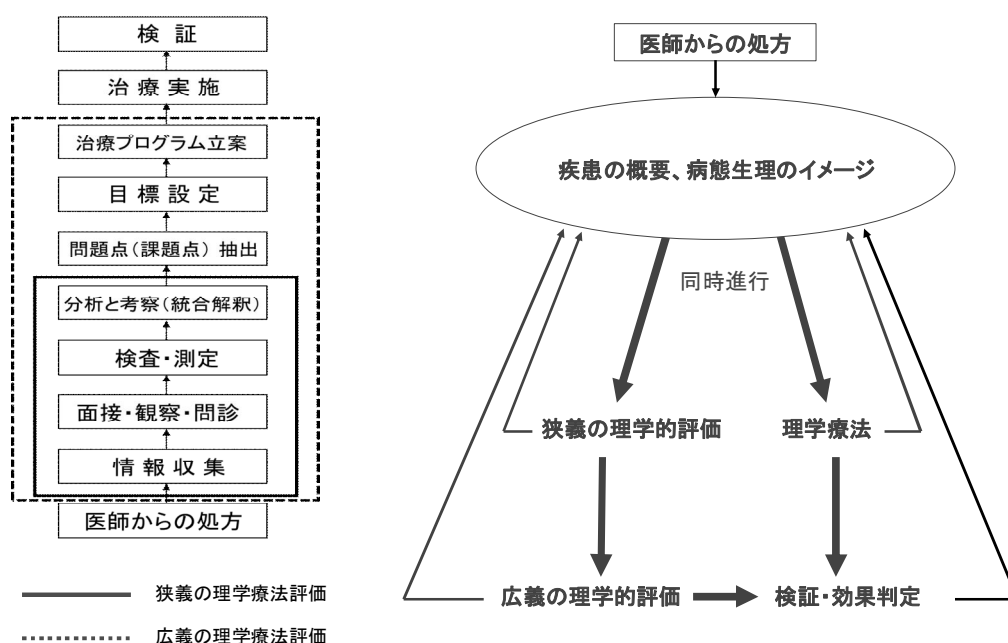 検 証
治 療 実 施
治療プログラム立案
目 標 設 定
問題点(課題点) 抽出
分析と考察(統合解釈)
検査・測定
面接・観察・問診
情 報 収 集
医師からの処方
狭義の理学療法評価
広義の理学療法評価
医師からの処方
疾患の概要、病態生理のイメージ
同時進行
狭義の理学的評価
理学療法
広義の理学的評価
検証・効果判定